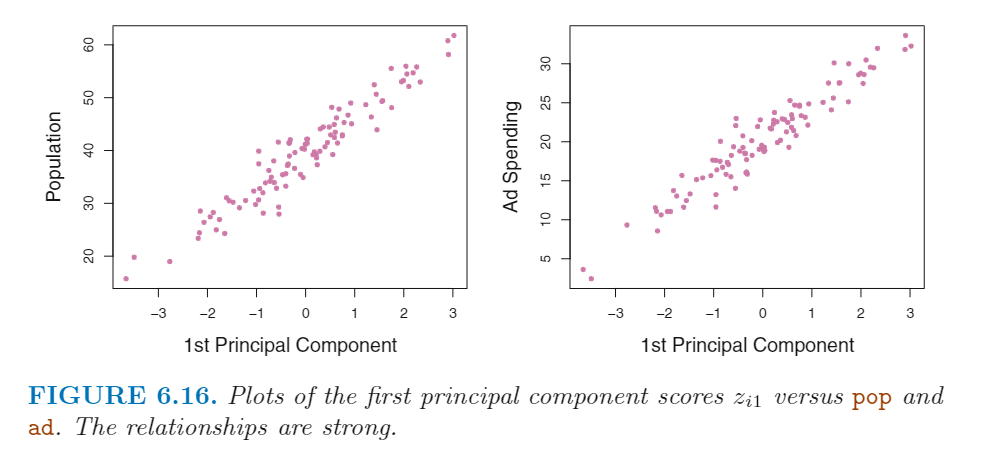 Population
60
50
40
30
20
−3 −2 −1 0 1 2 3
1st Principal Component
Ad Spending
30
25
20
15
10
5
−3 −2 −1 0 1 2 3
1st Principal Component
FIGURE 6.16. Plots of the first principal component scores zi1 versus pop and
ad. The relationships are strong.